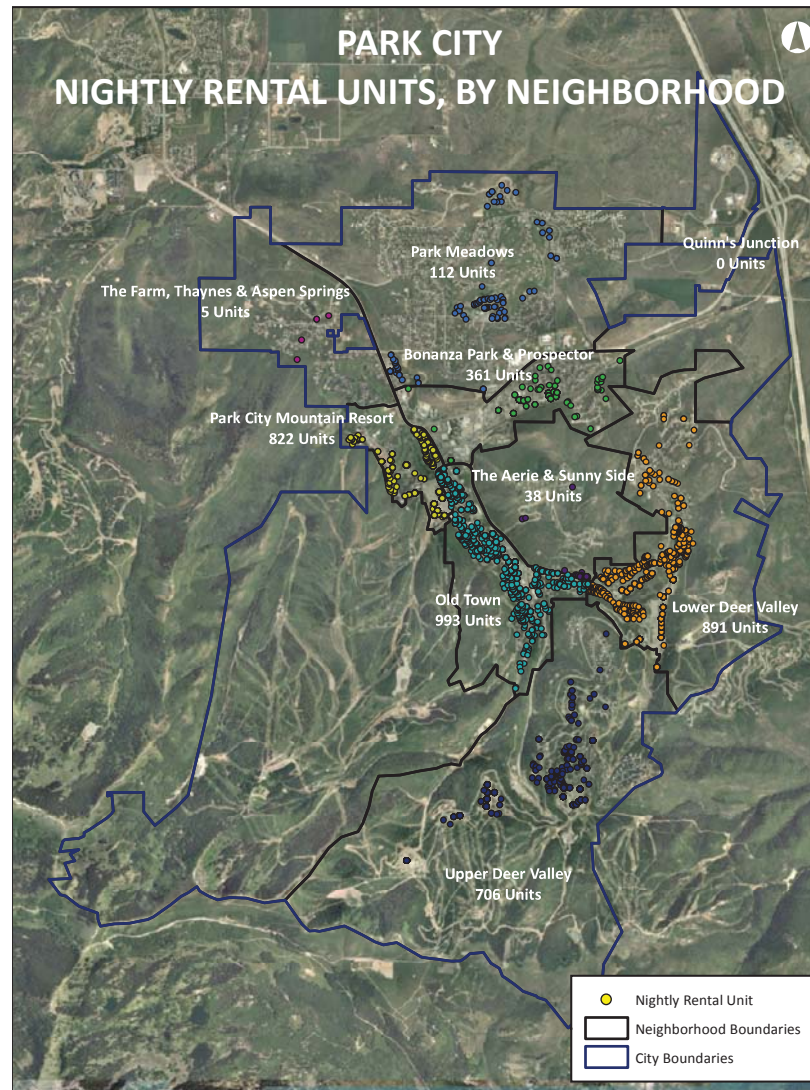 PARK CITY
NIGHTLY RENTAL UNITS, BY NEIGHBORHOOD
Park Meadows
112 Units
Quinn's Junction
0 Units
The Farm, Thaynes & Aspen Springs
5 Units
Bonanza Park & Prospector
361 Units
Park City Mountain Resort
822 Units
The Aerie & Sunny Side
38 Units
Old Town
993 Units
Lower Deer Valley
891 Units
Upper Deer Valley
706 Units
Nightly Rental Unit
Neighborhood Boundaries
City Boundaries